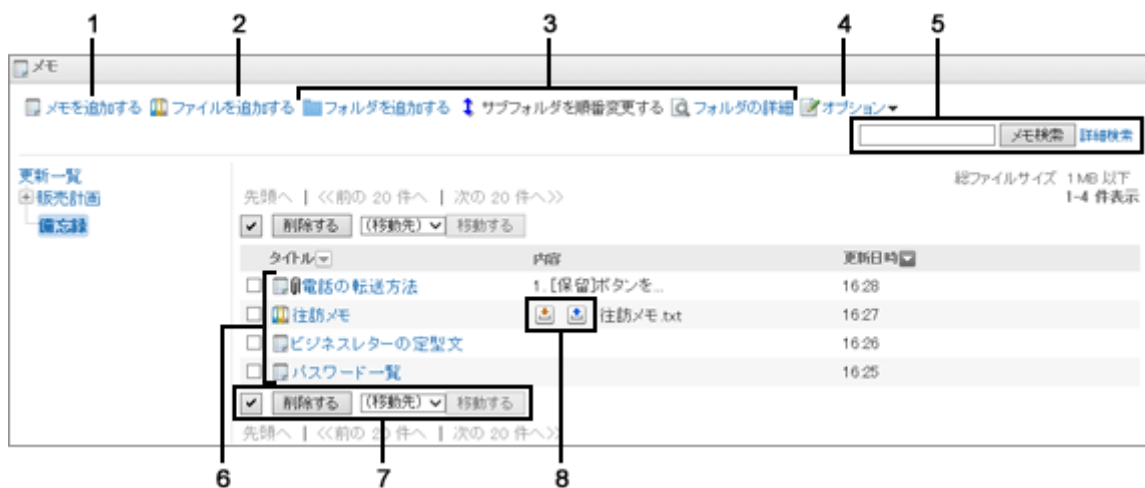 1 2 3 4 5
メモ
メモを追加する ファイルを追加する フォルダを追加する サブフォルダを順番変更する フォルダの詳細 オプション▼
メモ検索 詳細検索
更新一覧
販売計画
備忘録
総ファイルサイズ 1MB 以下
1-4 件表示
先頭へ | <<前の 20 件へ | 次の 20 件へ>>
削除する (移動先) 移動する
タイトル 内容 更新日時
電話の転送方法 1.[保留]ボタンを... 16:28
往訪メモ 往訪メモ.txt 16:27
ビジネスレターの定型文 16:26
パスワード一覧 16:25
削除する (移動先) 移動する
先頭へ | <<前の 20 件へ | 次の 20 件へ>>
6 7 8